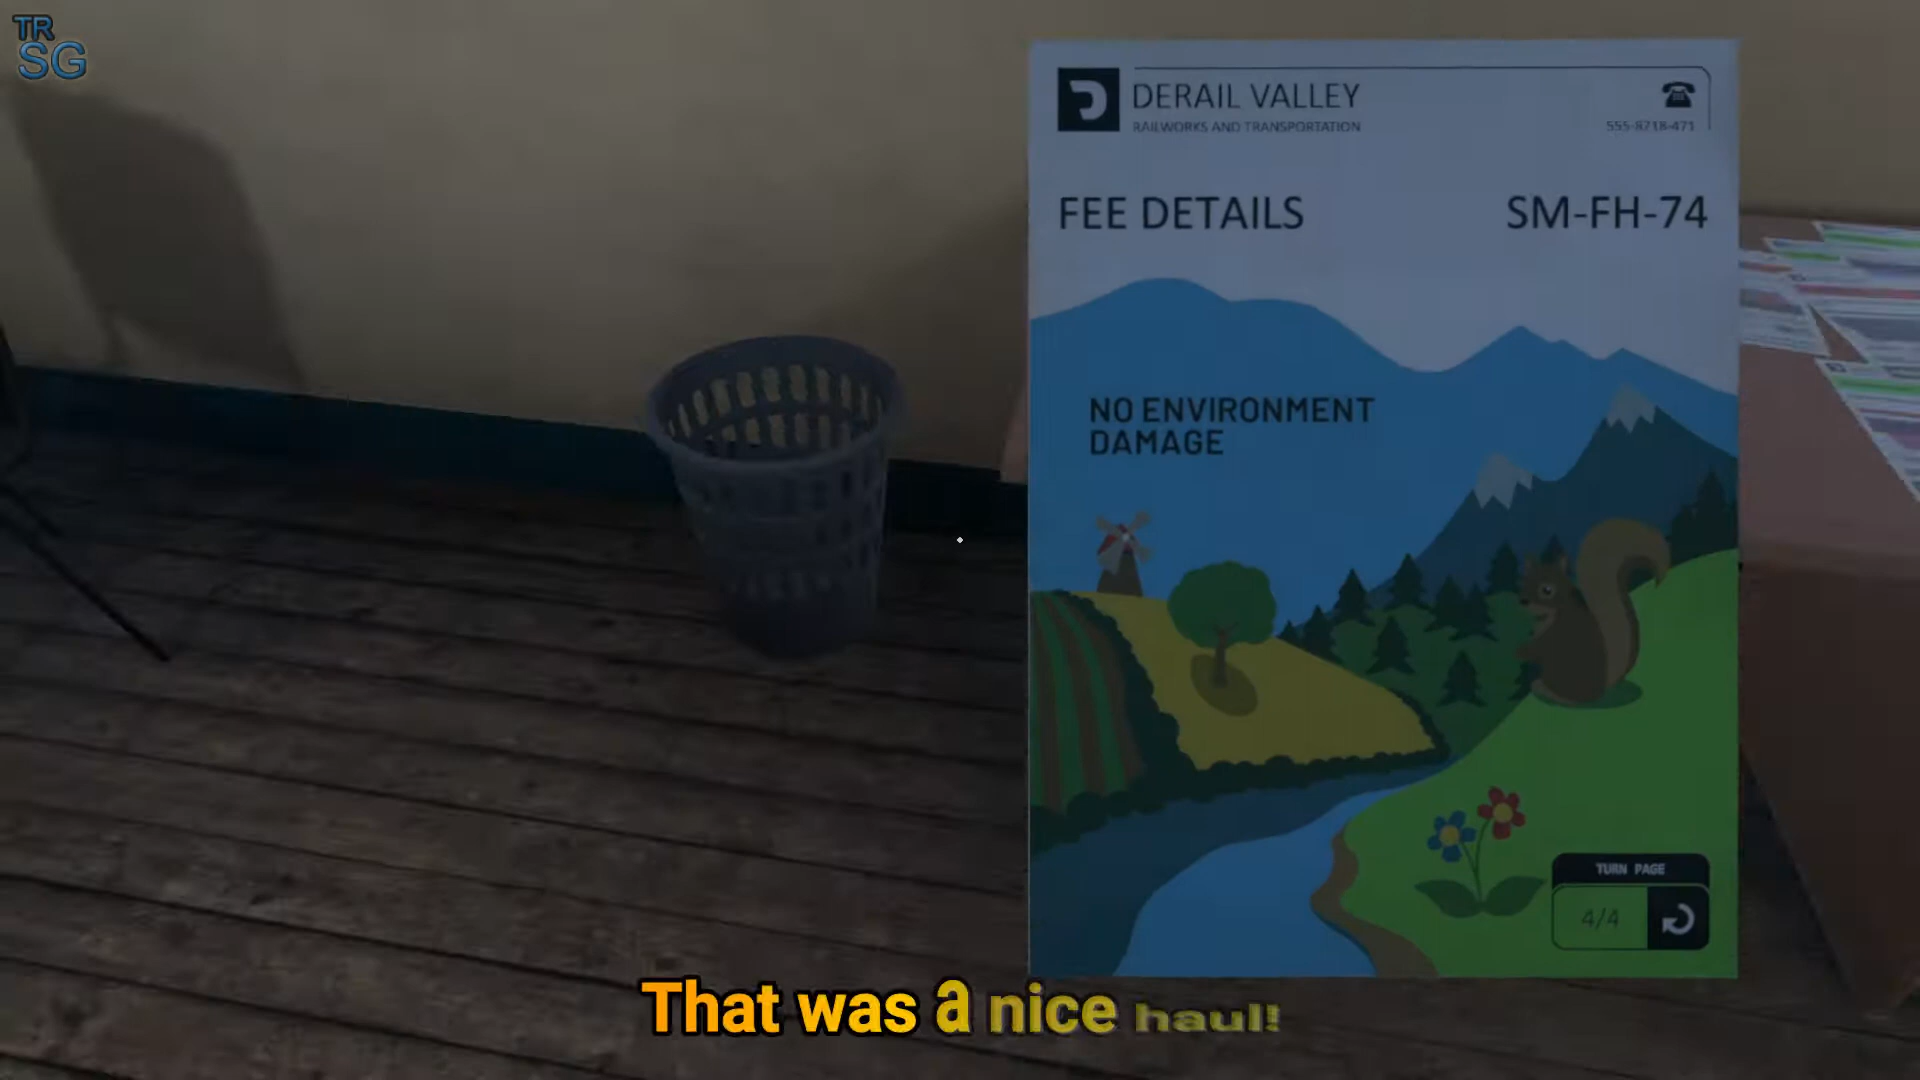 TR
SG
DERAIL VALLEY
RAILWORKS AND TRANSPORTATION
555-8718-471
FEE DETAILS
SM-FH-74
NO ENVIRONMENT
DAMAGE
TURN PAGE
4/4
That was a nice haul!